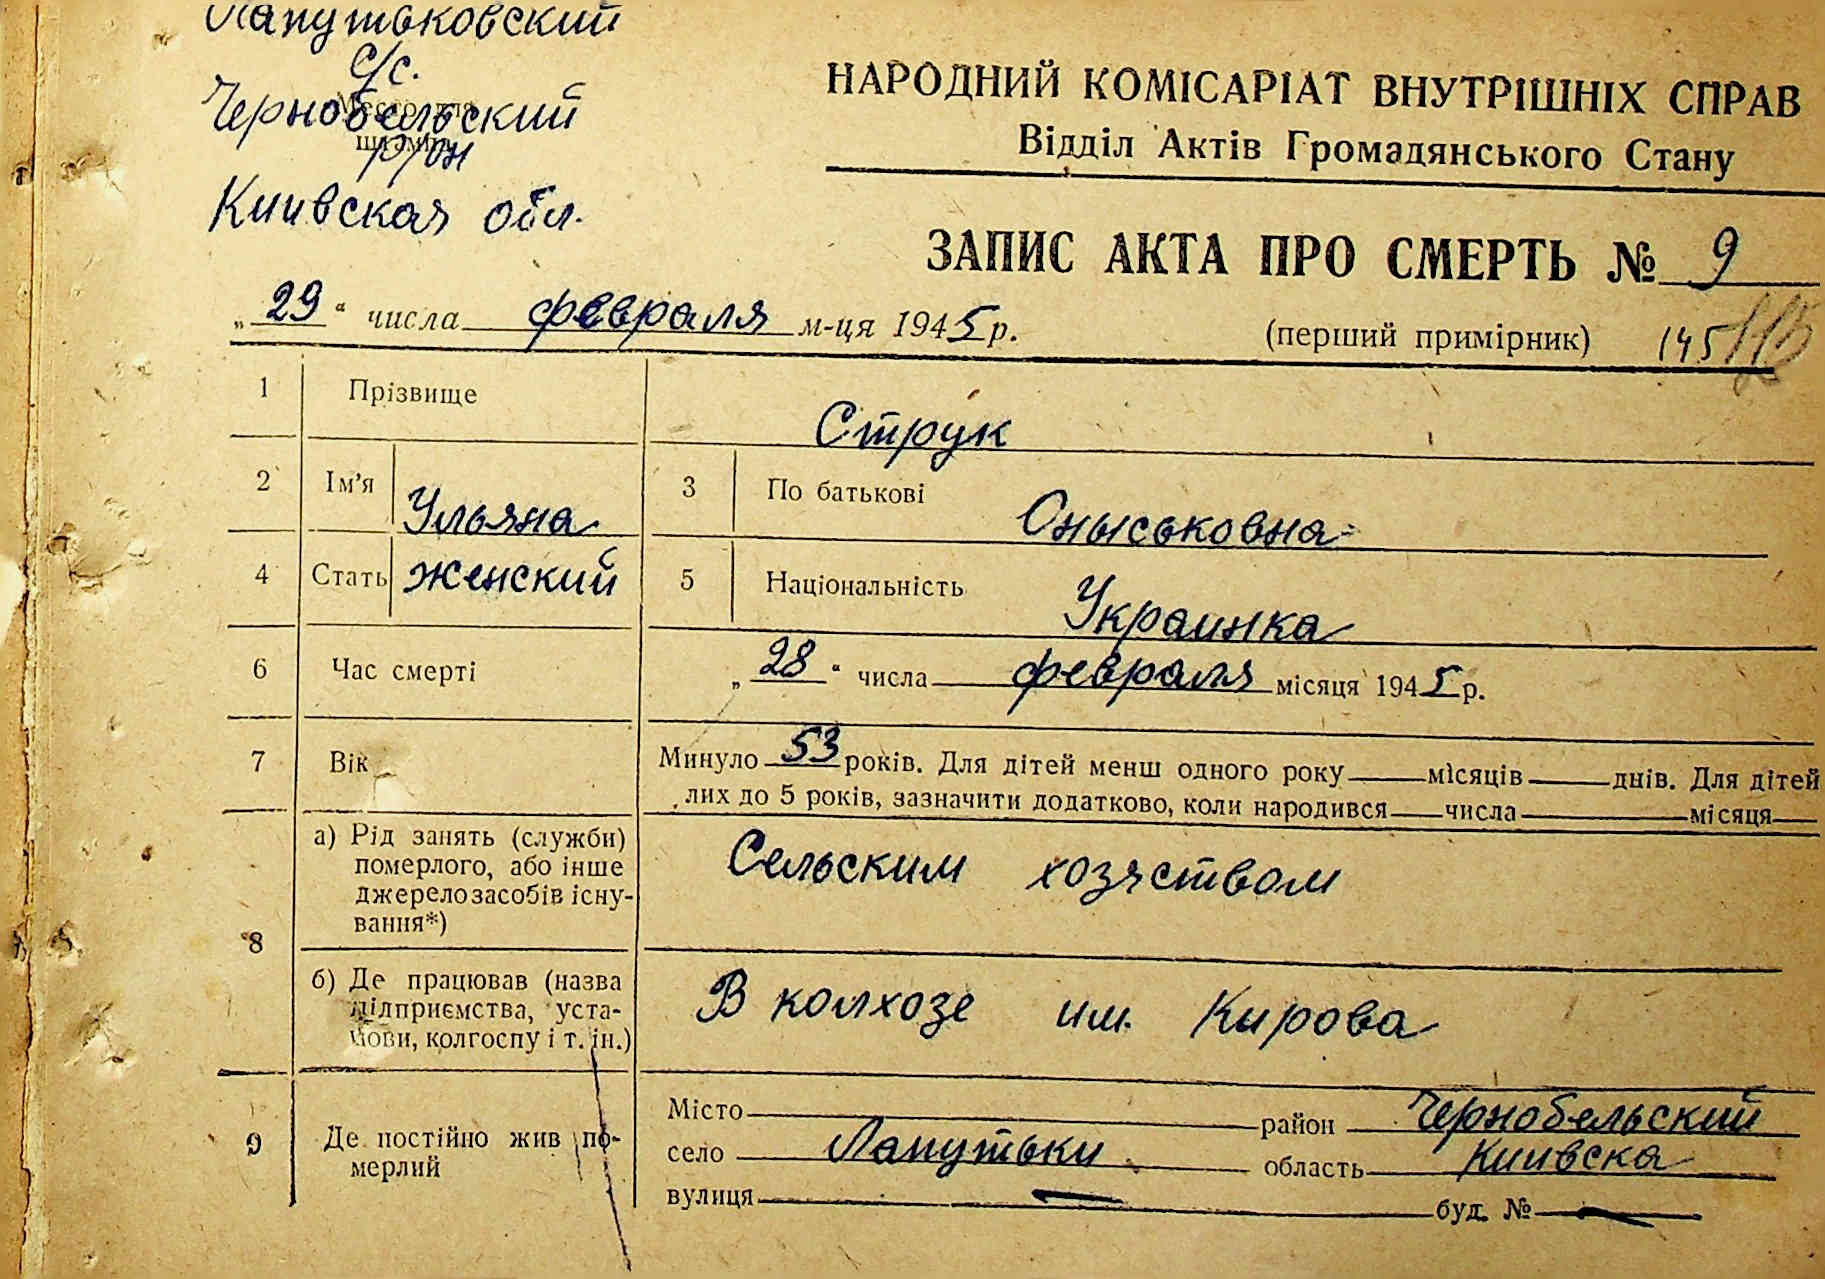 Лапутьковский
с/с.
Чернобельский
р/он
Киивская обл.
НАРОДНИЙ КОМІСАРІАТ ВНУТРІШНІХ СПРАВ
Відділ Актів Громадянського Стану
ЗАПИС АКТА ПРО СМЕРТЬ № 9
„29“ числа февраля м-ця 1945 р. (перший примірник) 145
1 Прізвище Струк
2 Ім'я Ульяна 3 По батькові Оныськовна
4 Стать женский 5 Національність Украинка
6 Час смерті „28“ числа февраля місяця 1945 р.
7 Вік Минуло 53 років. Для дітей менш одного року місяців днів. Для дітей
лих до 5 років, зазначити додатково, коли народився числа місяця
8 а) Рід занять (служби)
померлого, або інше
джерело засобів існу-
вання*)
Сельским хозяством
б) Де працював (назва
підприємства, уста-
нови, колгоспу і т. ін.)
В колхозе им. Кирова
9 Де постійно жив по-
мерлий
Місто район Чернобельский
село Лапутьки область Киивска
вулиця — буд. № —